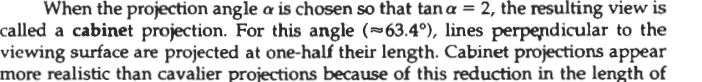 When the projection angle α is chosen so that tan α = 2, the resulting view is
called a cabinet projection. For this angle (≈63.4°), lines perpendicular to the
viewing surface are projected at one-half their length. Cabinet projections appear
more realistic than cavalier projections because of this reduction in the length of